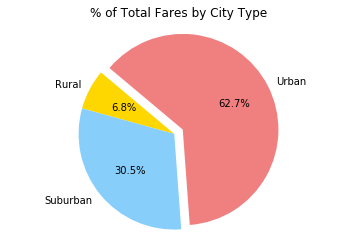 % of Total Fares by City Type
Urban
Rural
6.8%
62.7%
30.5%
Suburban